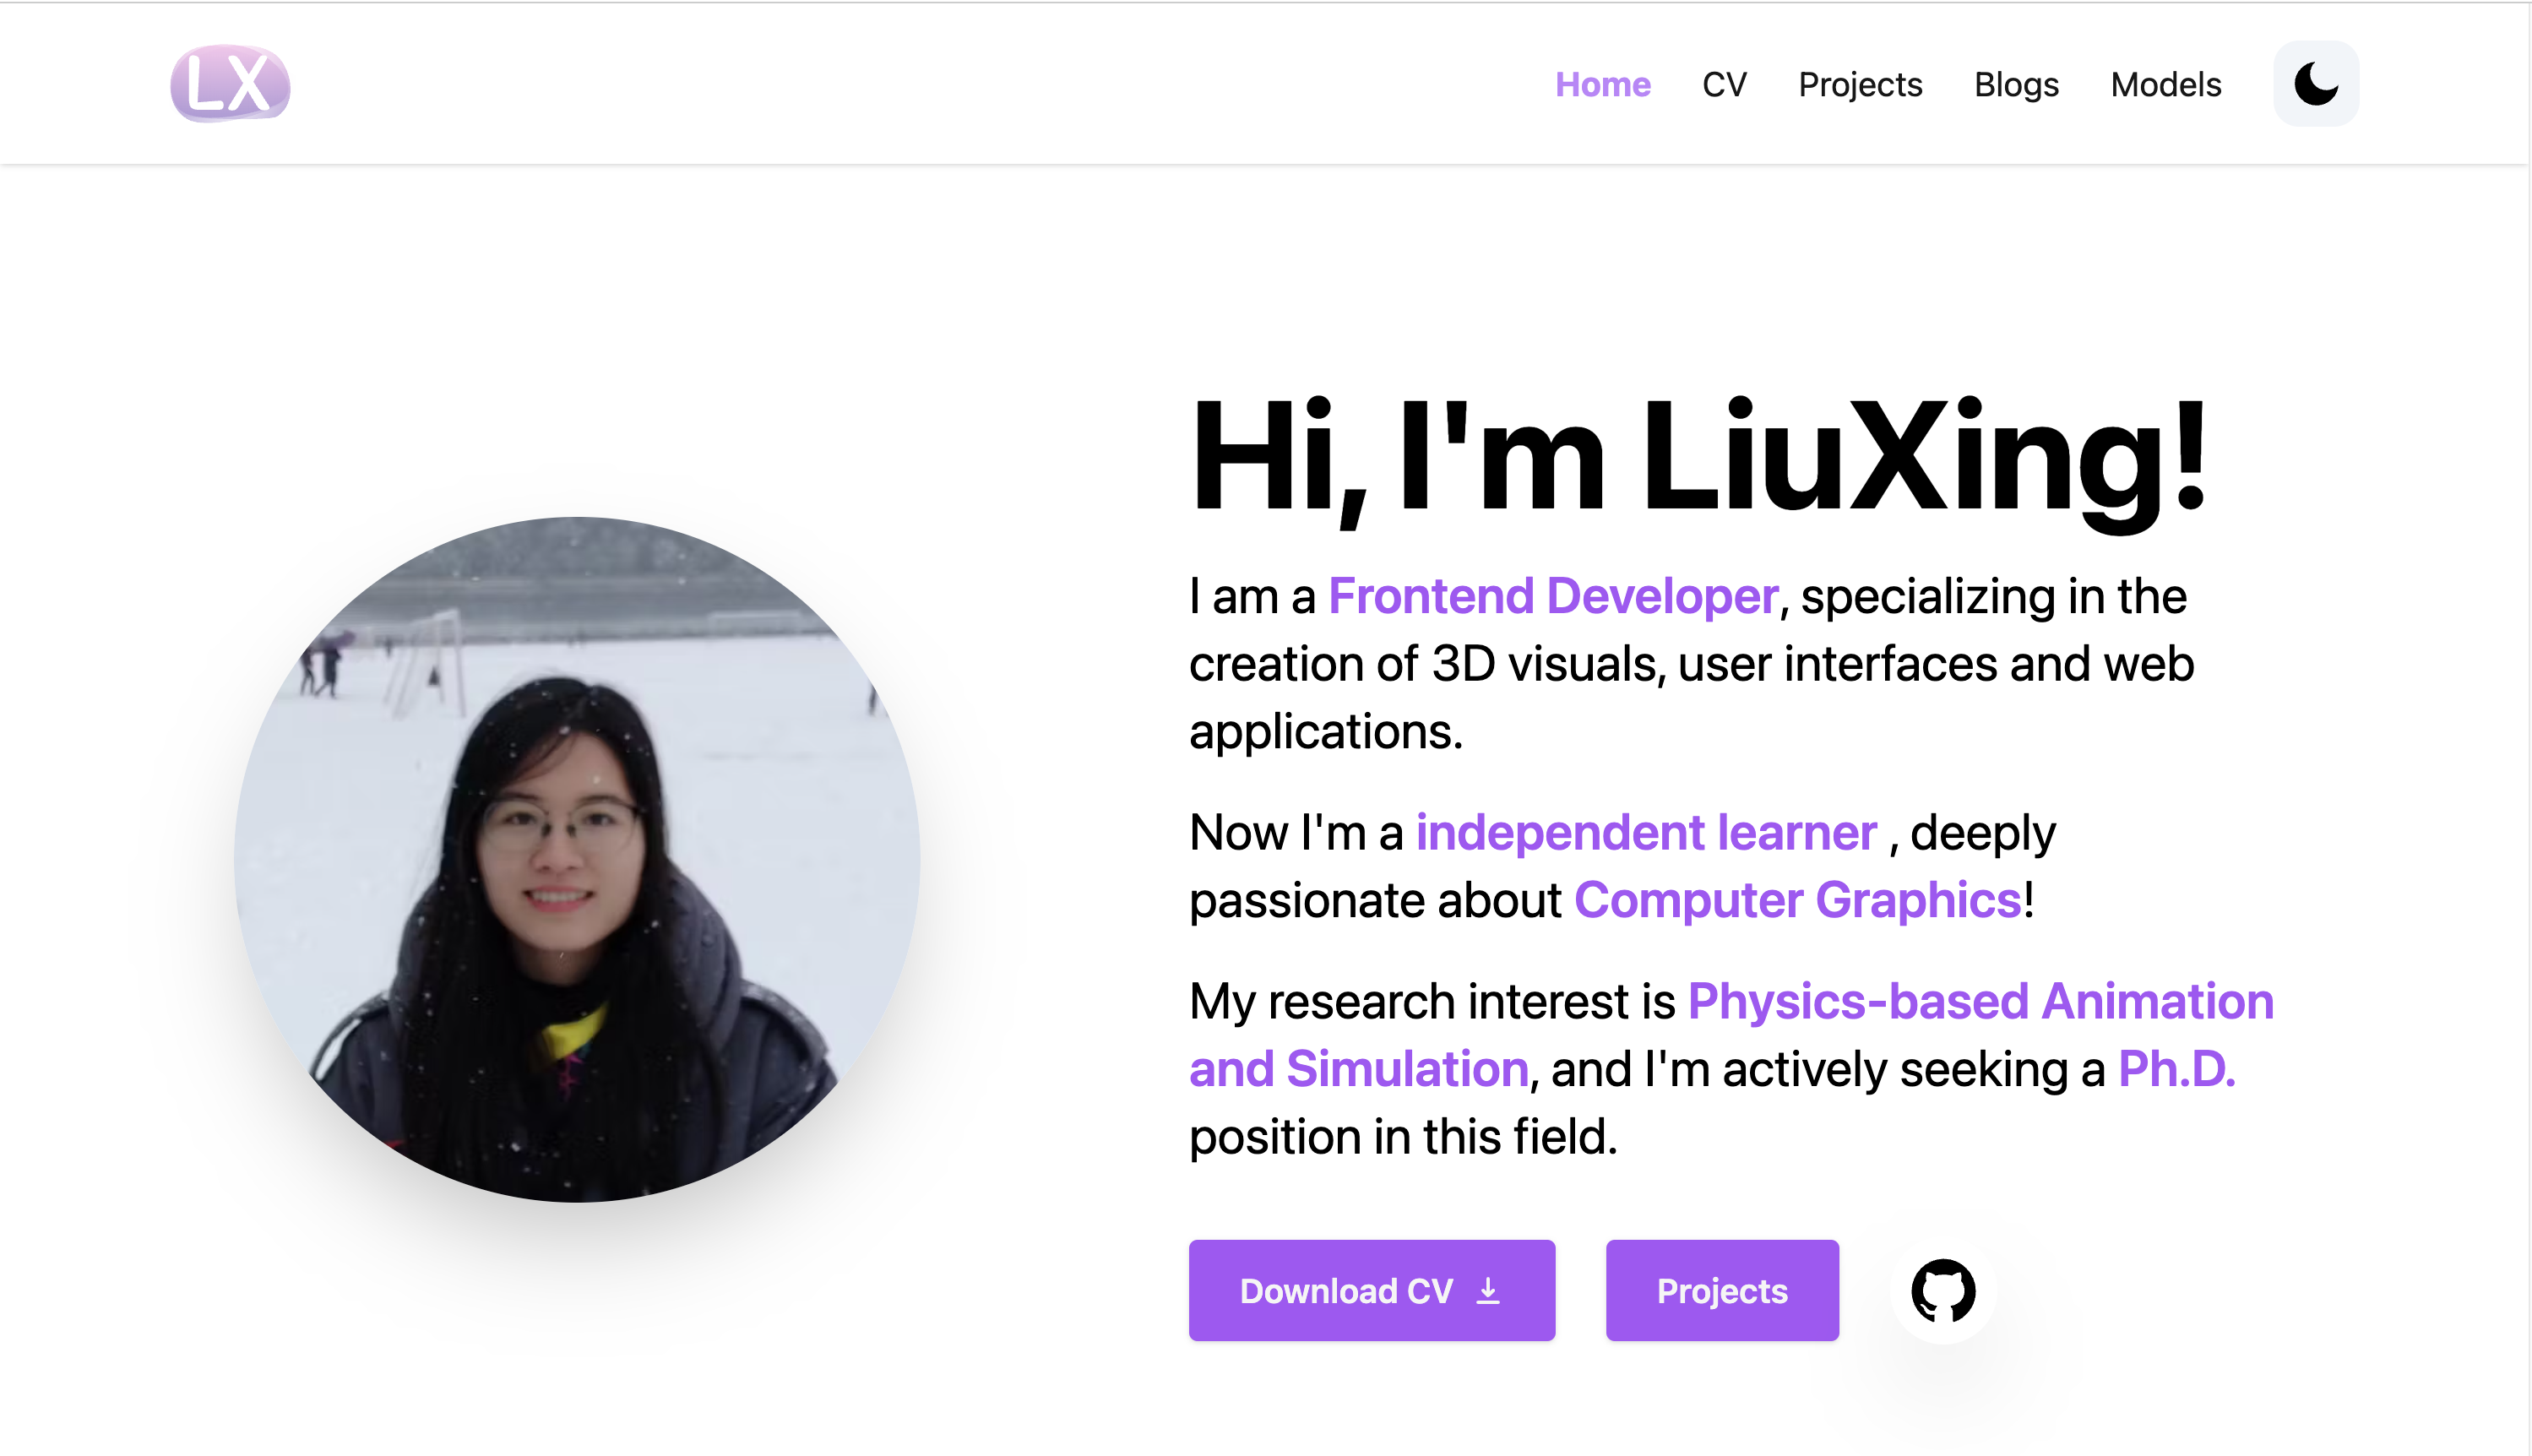 LX
Home CV Projects Blogs Models
Hi, I'm LiuXing!
I am a Frontend Developer, specializing in the
creation of 3D visuals, user interfaces and web
applications.
Now I'm a independent learner , deeply
passionate about Computer Graphics!
My research interest is Physics-based Animation
and Simulation, and I'm actively seeking a Ph.D.
position in this field.
Download CV Projects